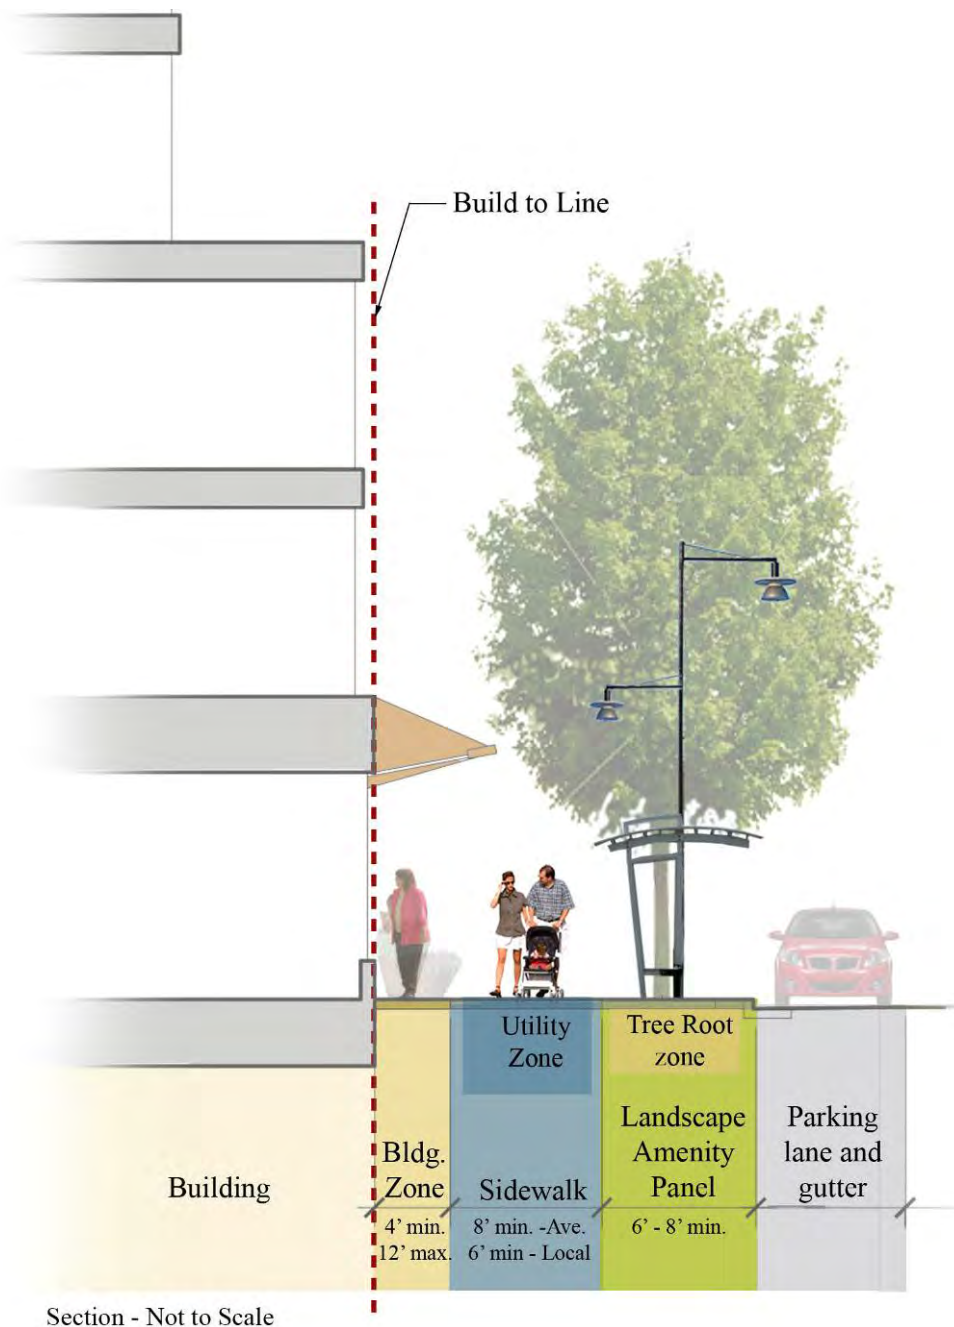 Build to Line
Utility
Zone
Tree Root
zone
Building
Bldg.
Zone
4’ min.
12’ max.
Sidewalk
8’ min. -Ave.
6’ min - Local
Landscape
Amenity
Panel
6’ - 8’ min.
Parking
lane and
gutter
Section - Not to Scale